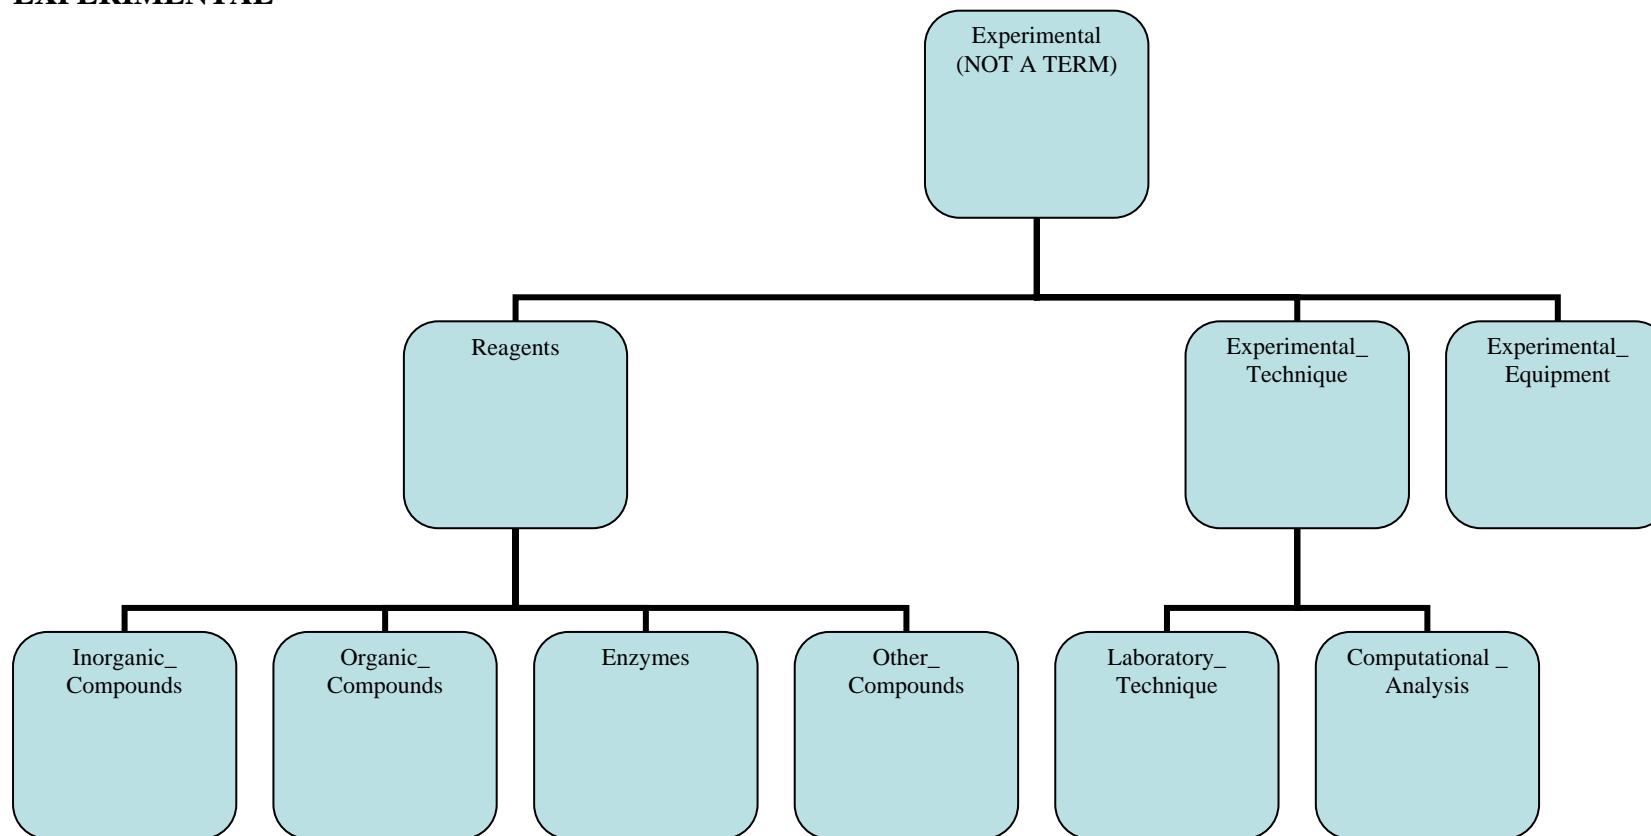 EXPERIMENTAL
Experimental
(NOT A TERM)
Reagents
Experimental_
Technique
Experimental_
Equipment
Inorganic_
Compounds
Organic_
Compounds
Enzymes
Other_
Compounds
Laboratory_
Technique
Computational _
Analysis